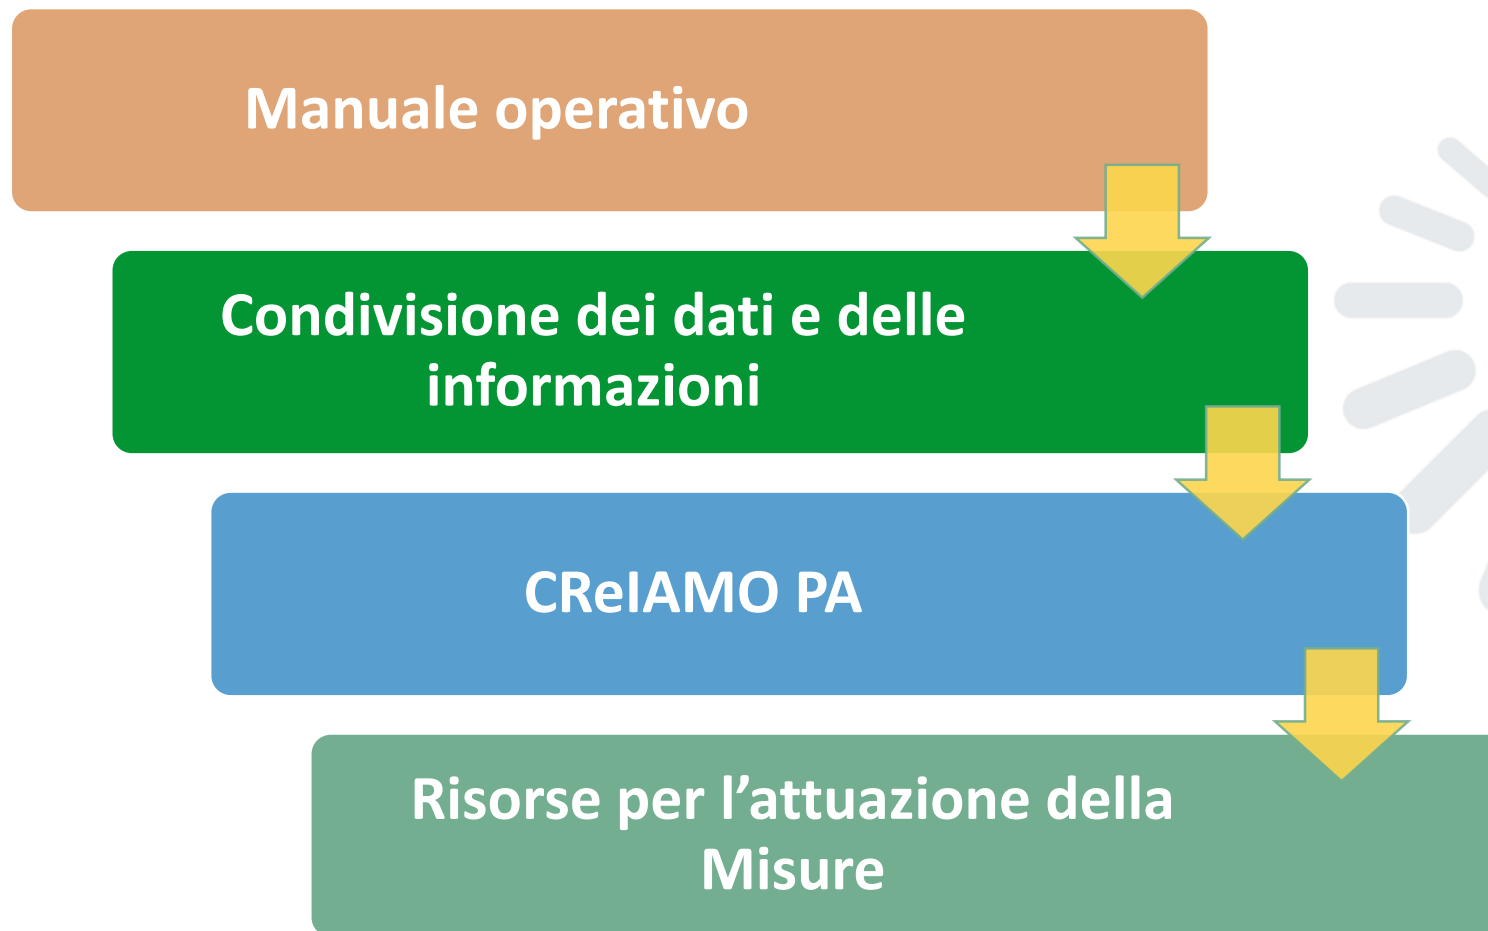 Manuale operativo
Condivisione dei dati e delle
informazioni
CReIAMO PA
Risorse per l’attuazione della
Misure